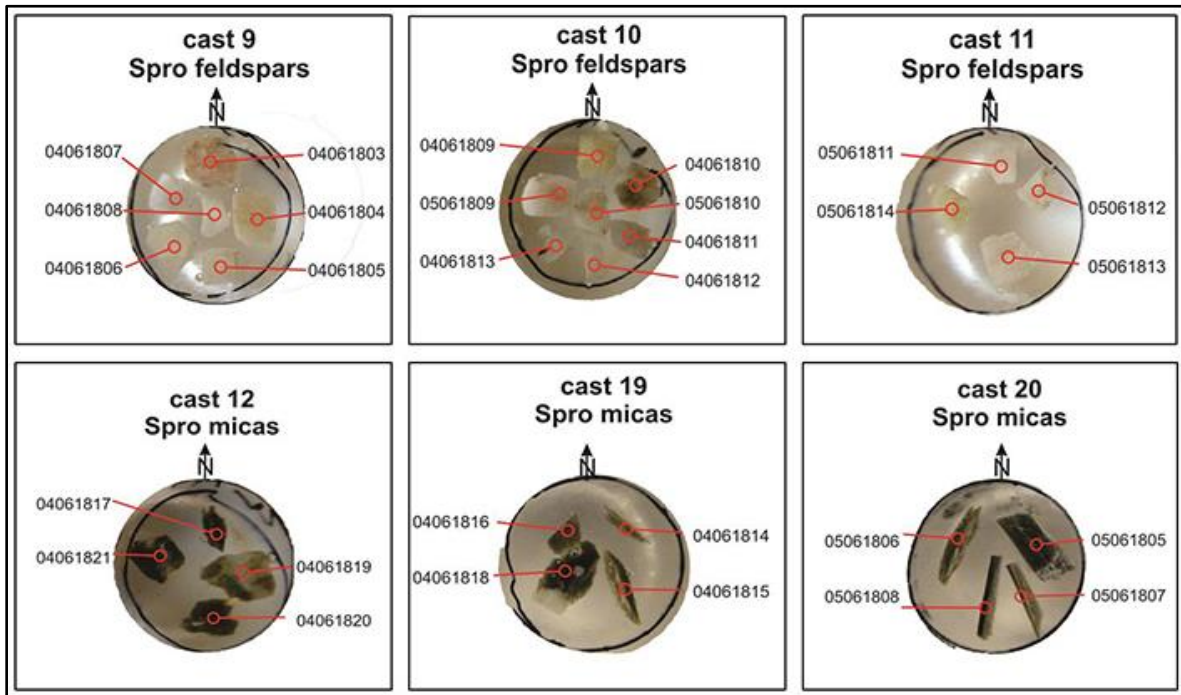 cast 9
Spro feldspars
N
04061807
04061803
04061808
04061804
04061806
04061805
cast 10
Spro feldspars
N
04061809
04061810
05061809
05061810
04061811
04061813
04061812
cast 11
Spro feldspars
N
05061811
05061812
05061814
05061813
cast 12
Spro micas
N
04061817
04061821
04061819
04061820
cast 19
Spro micas
N
04061816
04061814
04061818
04061815
cast 20
Spro micas
N
05061806
05061805
05061808
05061807